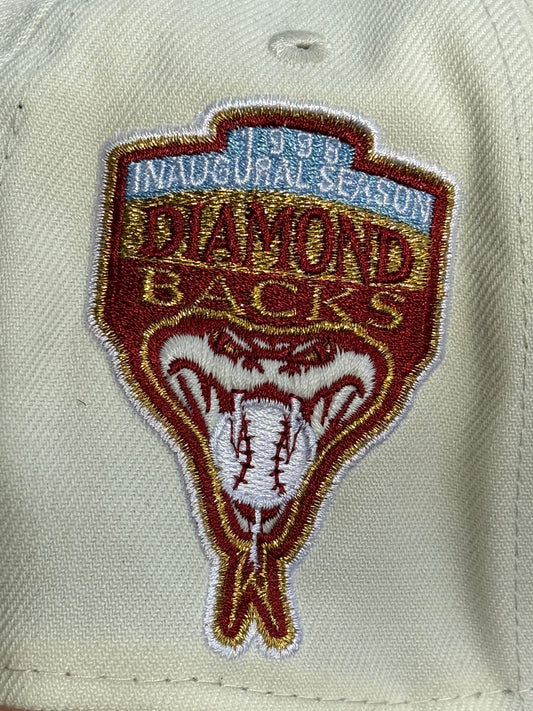 1998
INAUGURAL SEASON
DIAMOND
BACKS